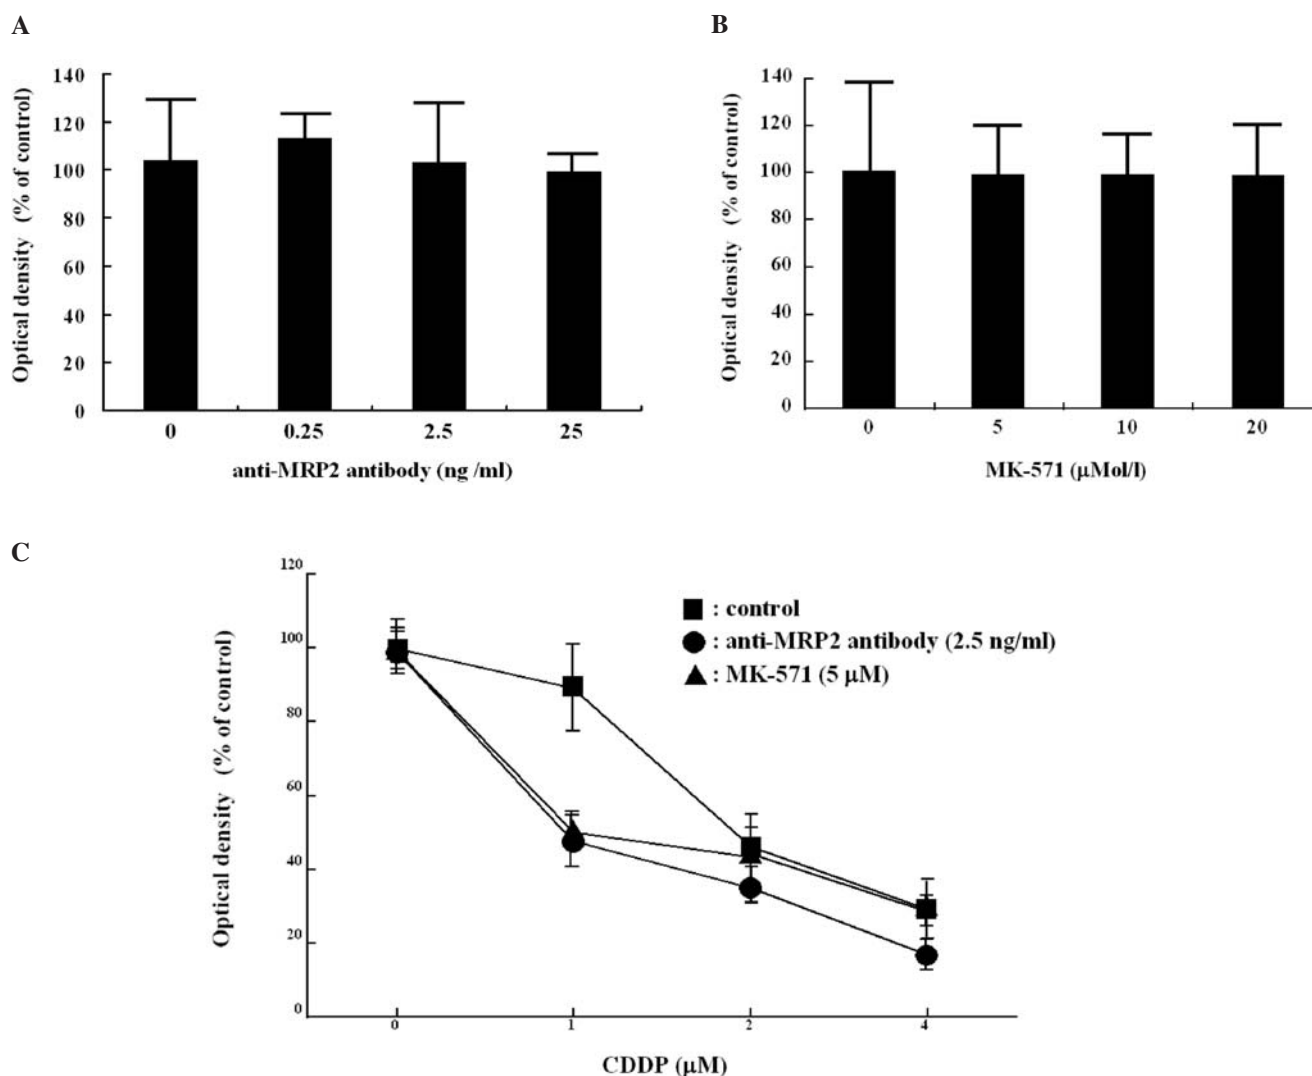 A
Optical density (% of control)
140
120
100
80
60
40
20
0
0 0.25 2.5 25
anti-MRP2 antibody (ng /ml)
B
Optical density (% of control)
140
120
100
80
60
40
20
0
0 5 10 20
MK-571 (μMol/l)
C
Optical density (% of control)
120
100
80
60
40
20
0
0 1 2 4
CDDP (μM)
: control
: anti-MRP2 antibody (2.5 ng/ml)
: MK-571 (5 μM)